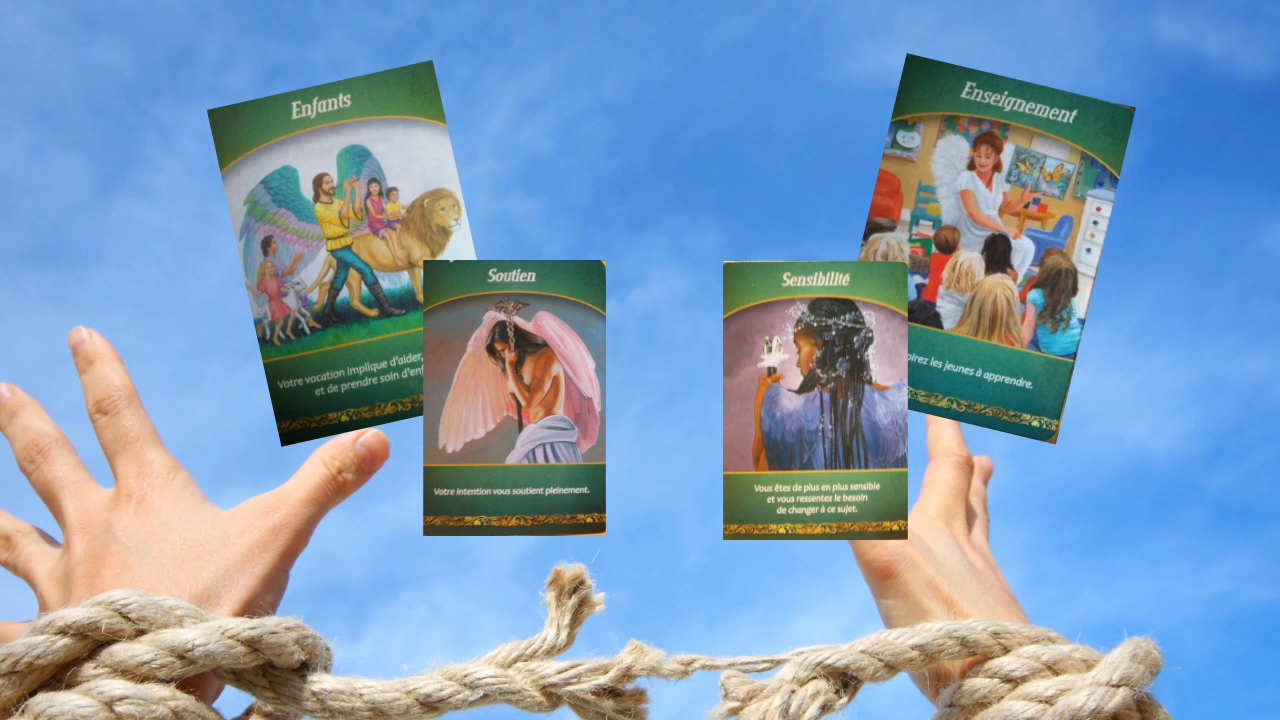 Enfants
Votre vocation implique d'aider,
et de prendre soin d'enf
Soutien
Votre intention vous soutient pleinement.
Sensibilité
Vous êtes de plus en plus sensible
et vous ressentez le besoin
de changer à ce sujet.
Enseignement
pirez les jeunes à apprendre.